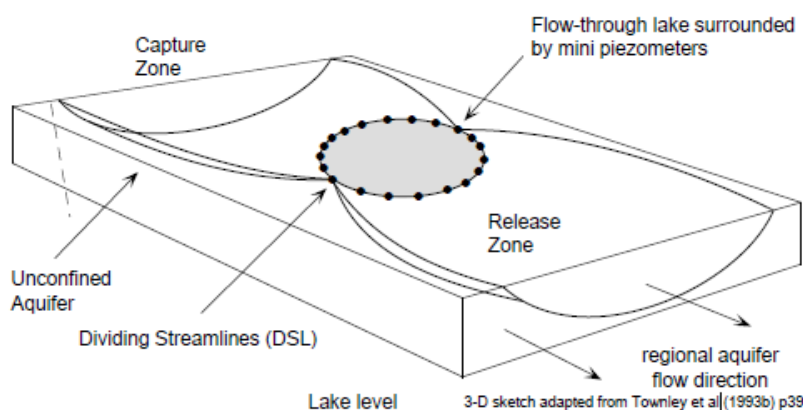 Capture
Zone
Flow-through lake surrounded
by mini piezometers
Release
Zone
Unconfined
Aquifer
Dividing Streamlines (DSL)
regional aquifer
flow direction
Lake level
3-D sketch adapted from Townley et al (1993b) p39